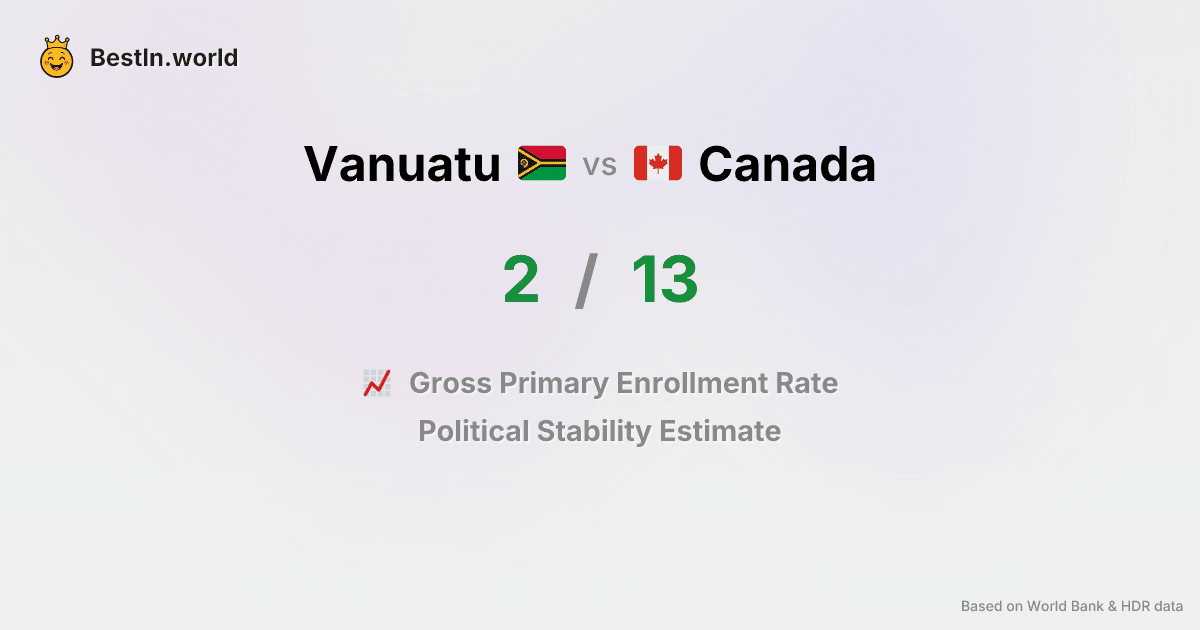 BestIn.world
Vanuatu vs Canada
2 / 13
Gross Primary Enrollment Rate
Political Stability Estimate
Based on World Bank & HDR data